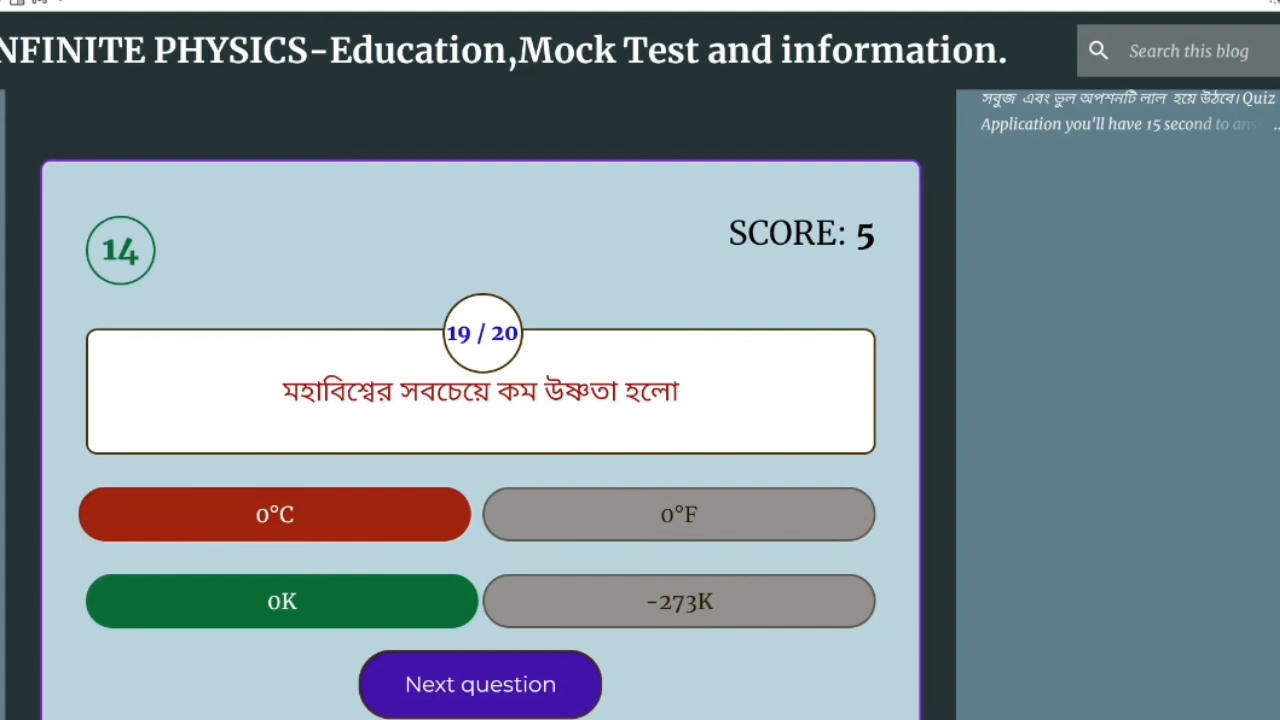 NFINITE PHYSICS-Education,Mock Test and information.
Search this blog
সবুজ এবং ভুল অপশনটি লাল হয়ে উঠবে। Quiz
Application you'll have 15 second to ans ...
14
SCORE: 5
19 / 20
মহাবিশ্বের সবচেয়ে কম উষ্ণতা হলো
0°C
0°F
0K
-273K
Next question